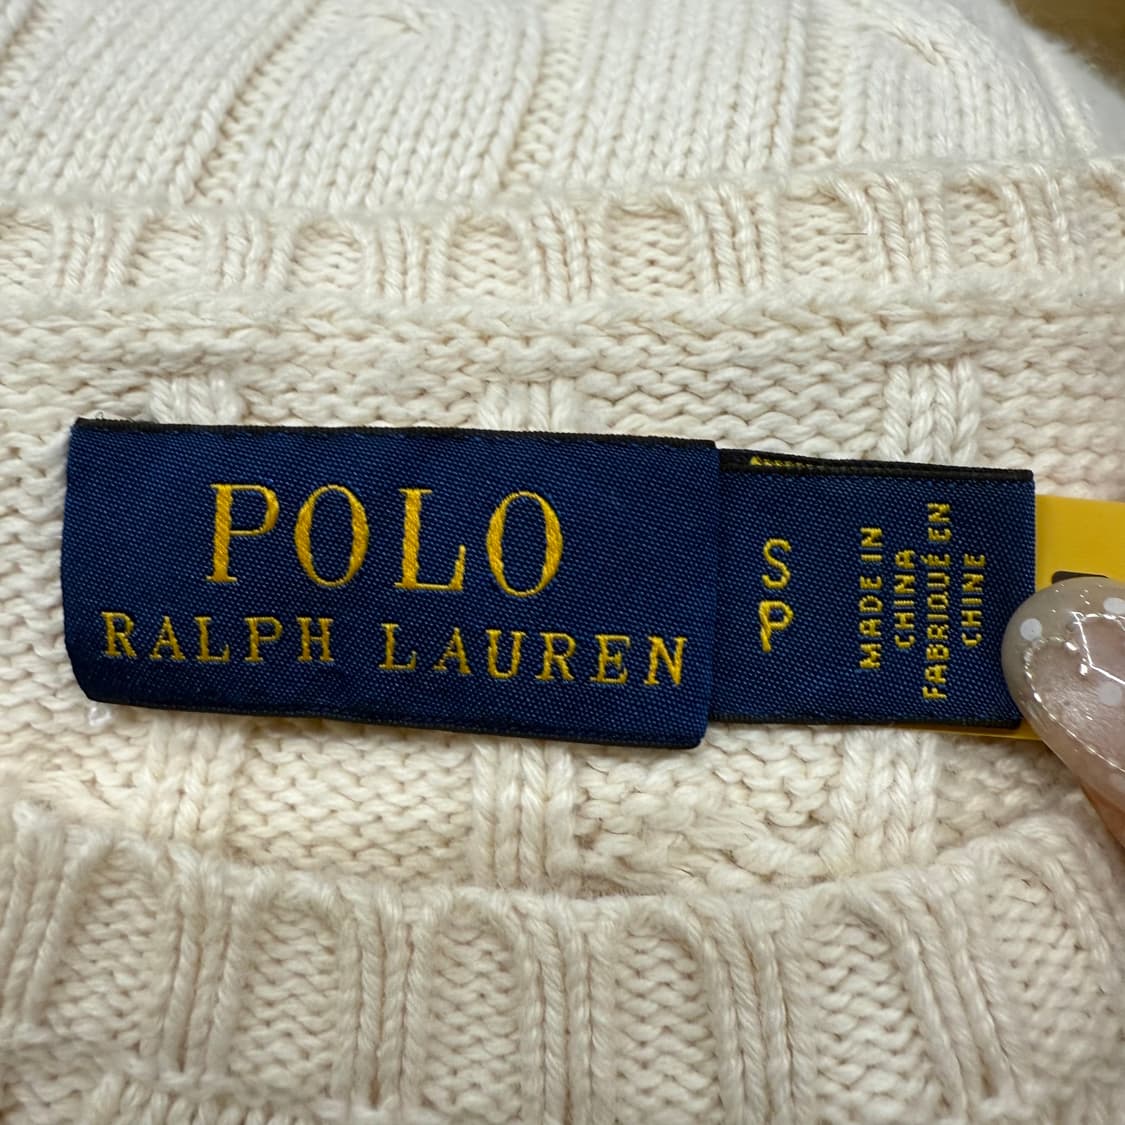 POLO
RALPH LAUREN
S
P
MADE IN
CHINA
FABRIQUÉ EN
CHINE